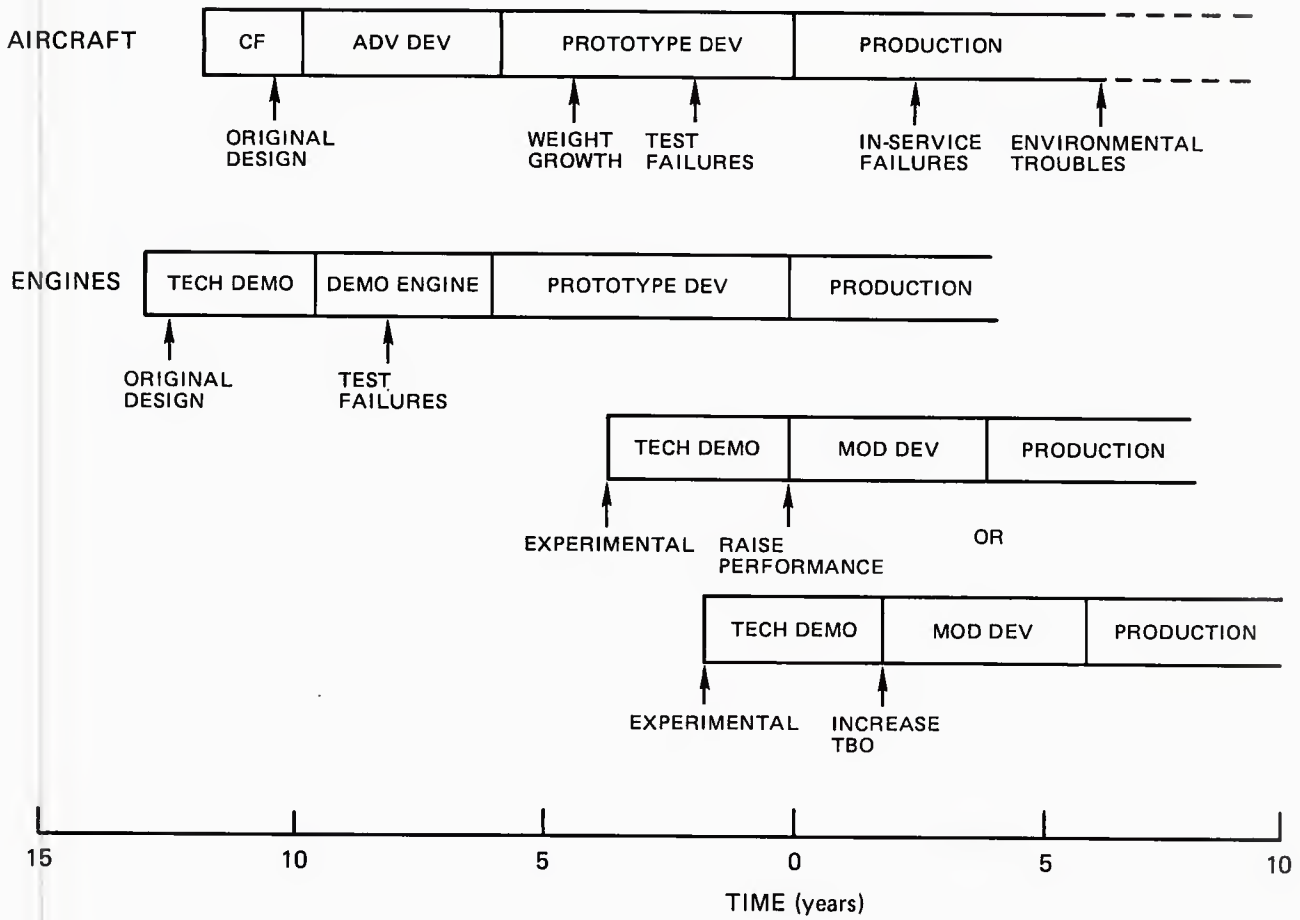 AIRCRAFT
CF
ADV DEV
PROTOTYPE DEV
PRODUCTION
ORIGINAL
DESIGN
WEIGHT
GROWTH
TEST
FAILURES
IN-SERVICE
FAILURES
ENVIRONMENTAL
TROUBLES
ENGINES
TECH DEMO
DEMO ENGINE
PROTOTYPE DEV
PRODUCTION
ORIGINAL
DESIGN
TEST
FAILURES
TECH DEMO
MOD DEV
PRODUCTION
EXPERIMENTAL
RAISE
PERFORMANCE
OR
TECH DEMO
MOD DEV
PRODUCTION
EXPERIMENTAL
INCREASE
TBO
15
10
5
0
5
10
TIME (years)